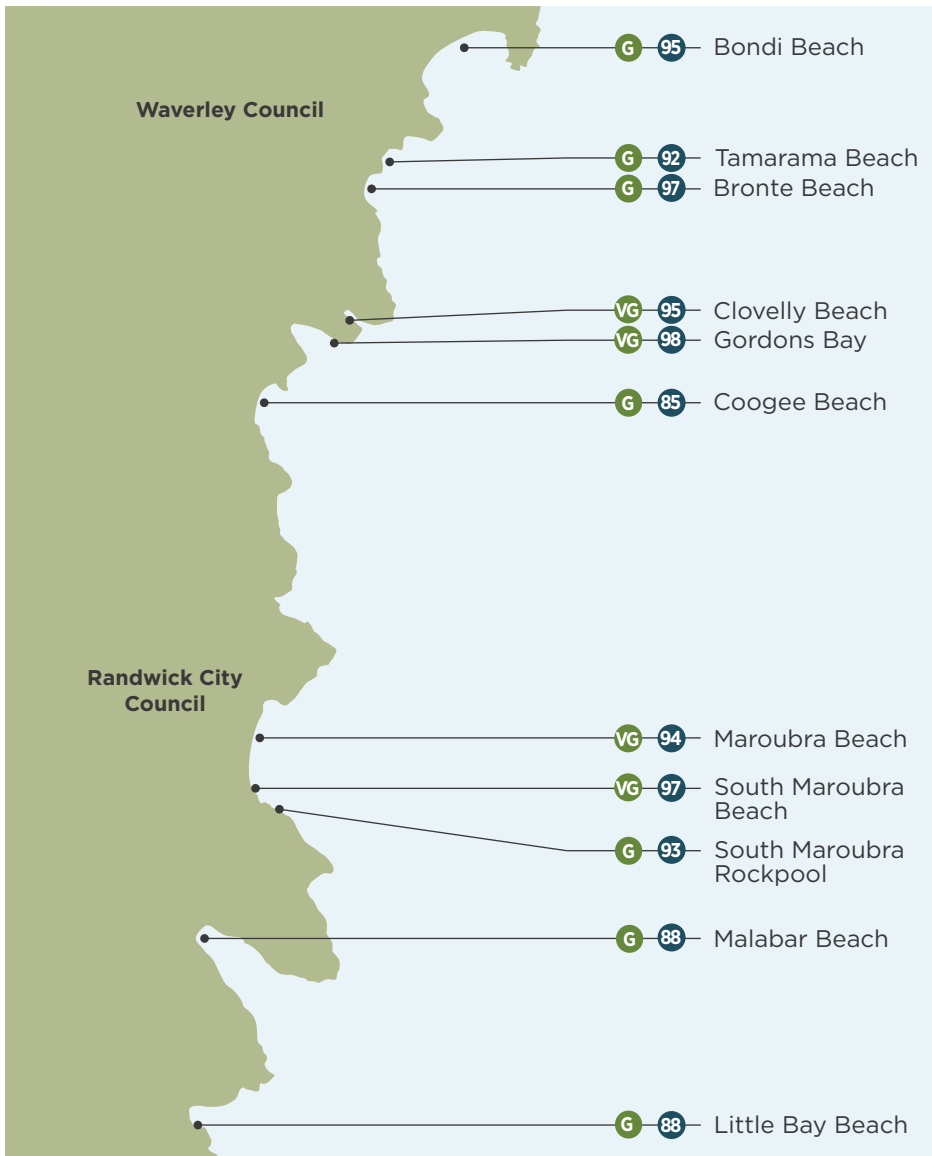 G 95 Bondi Beach
Waverley Council
G 92 Tamarama Beach
G 97 Bronte Beach
VG 95 Clovelly Beach
VG 98 Gordons Bay
G 85 Coogee Beach
Randwick City
Council
VG 94 Maroubra Beach
VG 97 South Maroubra
Beach
G 93 South Maroubra
Rockpool
G 88 Malabar Beach
G 88 Little Bay Beach